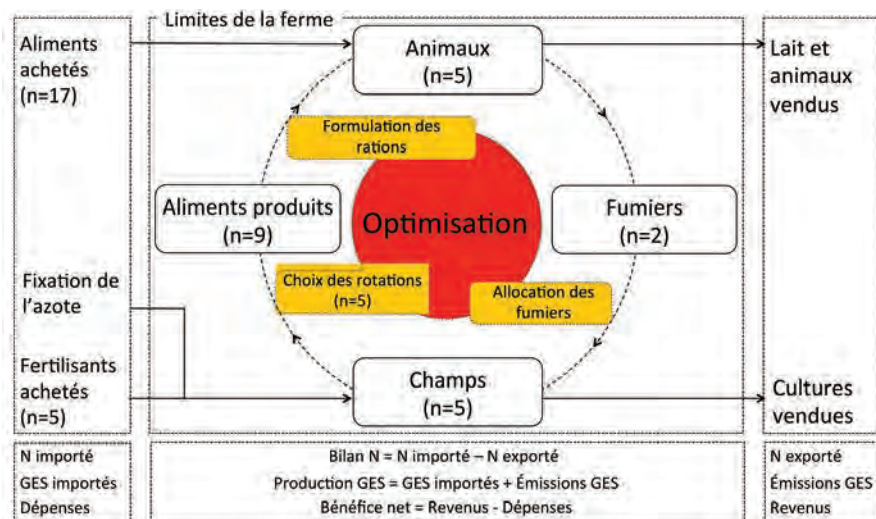 Limites de la ferme
Aliments
achetés
(n=17)
Animaux
(n=5)
Lait et
animaux
vendus
Formulation des
rations
Aliments produits
(n=9)
Optimisation
Fumiers
(n=2)
Fixation de
l'azote
Choix des rotations
(n=5)
Allocation des
fumiers
Fertilisants
achetés
(n=5)
Champs
(n=5)
Cultures
vendues
N importé
GES importés
Dépenses
Bilan N = N importé – N exporté
Production GES = GES importés + Émissions GES
Bénéfice net = Revenus - Dépenses
N exporté
Émissions GES
Revenus